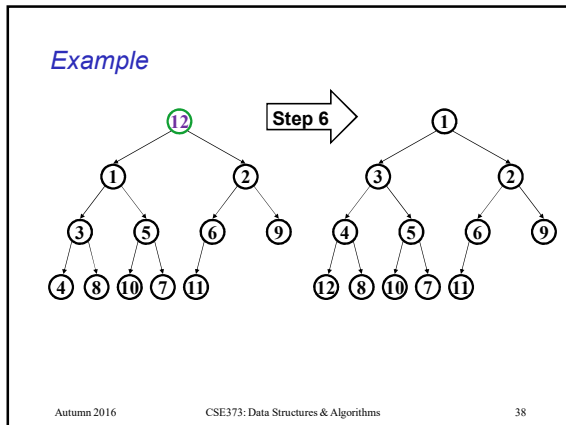 Example
12 Step 6 1
1 2 3 2
3 5 6 9 4 5 6 9
4 8 10 7 11 12 8 10 7 11
Autumn 2016 CSE373: Data Structures & Algorithms 38